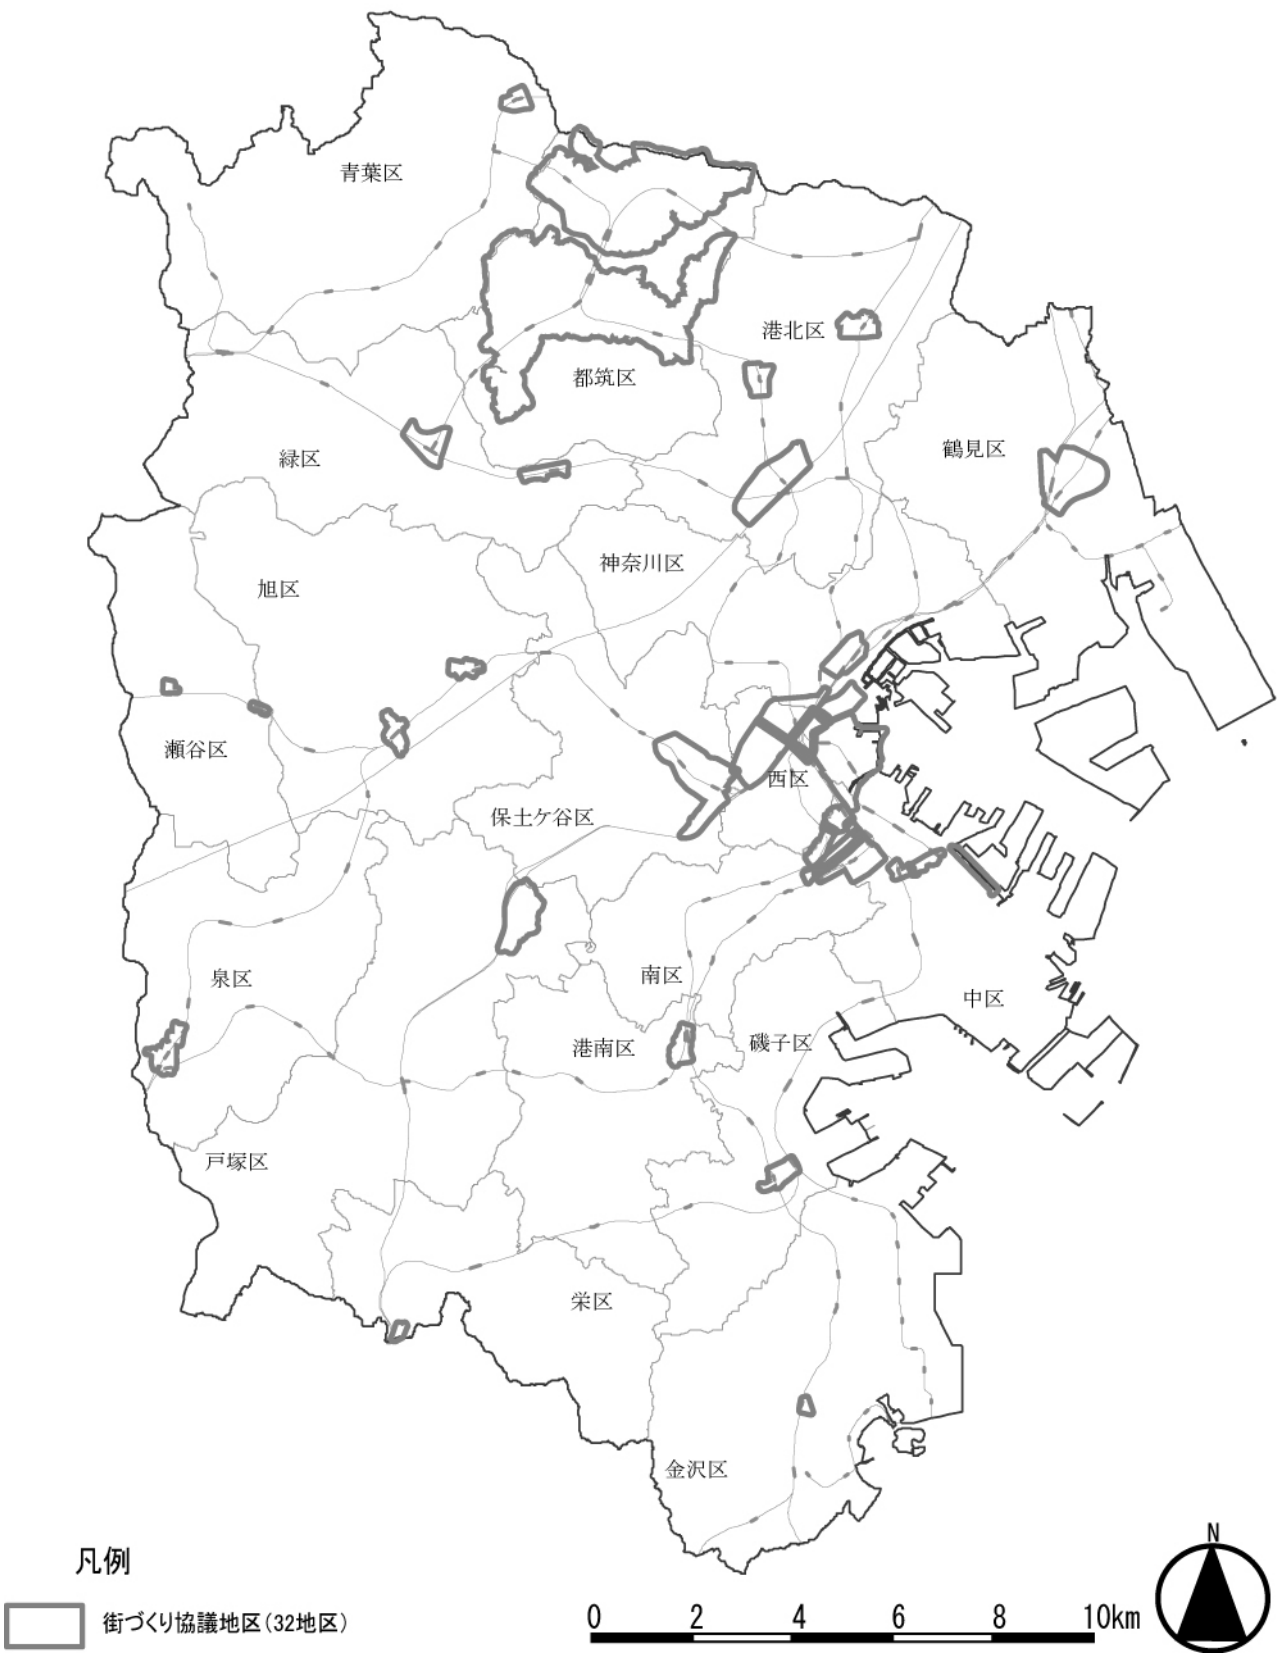 青葉区
港北区
都筑区
鶴見区
緑区
神奈川区
旭区
瀬谷区
西区
保土ケ谷区
泉区
南区
中区
港南区
磯子区
戸塚区
栄区
金沢区
凡例
街づくり協議地区(32地区)
0 2 4 6 8 10km
N